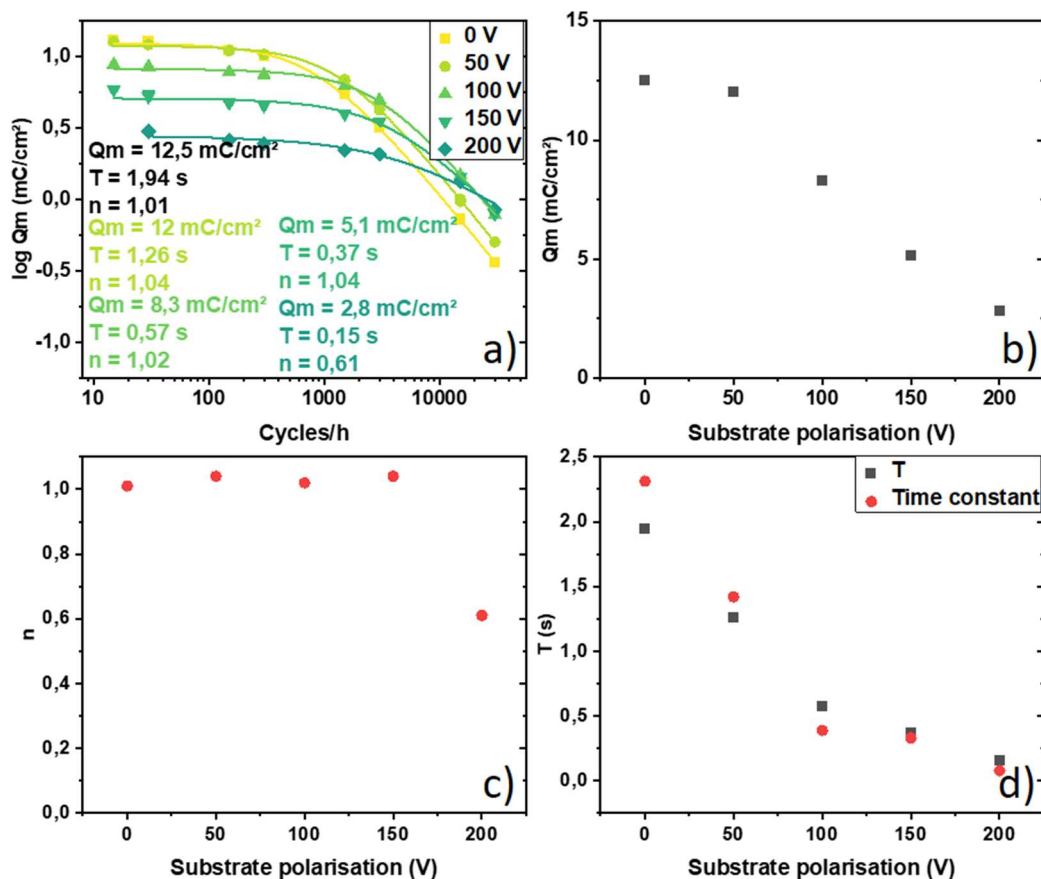 log Qm (mC/cm²)
1,0
0,5
0,0
-0,5
-1,0
0 V
50 V
100 V
150 V
200 V
Qm = 12,5 mC/cm²
T = 1,94 s
n = 1,01
Qm = 12 mC/cm²
T = 1,26 s
n = 1,04
Qm = 8,3 mC/cm²
T = 0,57 s
n = 1,02
Qm = 5,1 mC/cm²
T = 0,37 s
n = 1,04
Qm = 2,8 mC/cm²
T = 0,15 s
n = 0,61
a)
10 100 1000 10000
Cycles/h
Qm (mC/cm²)
15
10
5
0
b)
0 50 100 150 200
Substrate polarisation (V)
n
1,0
0,8
0,6
0,4
0,2
0,0
c)
0 50 100 150 200
Substrate polarisation (V)
T (s)
2,5
2,0
1,5
1,0
0,5
0,0
T
Time constant
d)
0 50 100 150 200
Substrate polarisation (V)